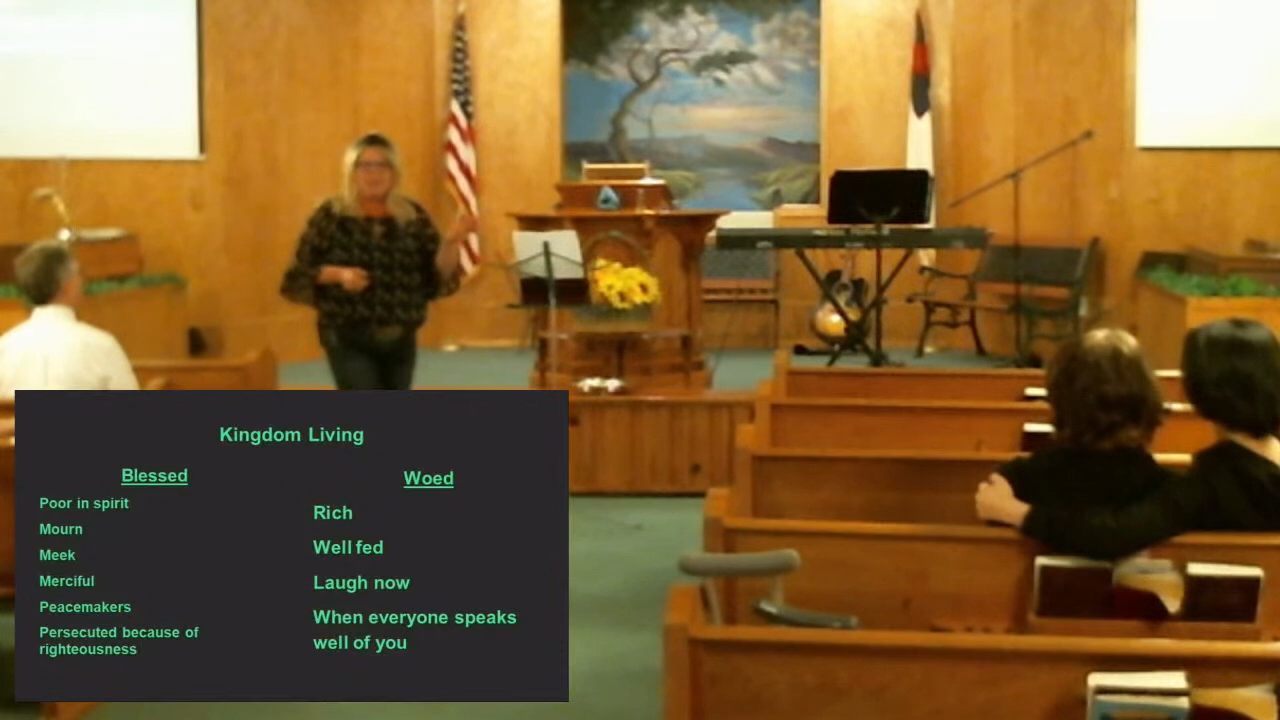 Kingdom Living
Blessed
Poor in spirit
Mourn
Meek
Merciful
Peacemakers
Persecuted because of
righteousness
Woed
Rich
Well fed
Laugh now
When everyone speaks
well of you